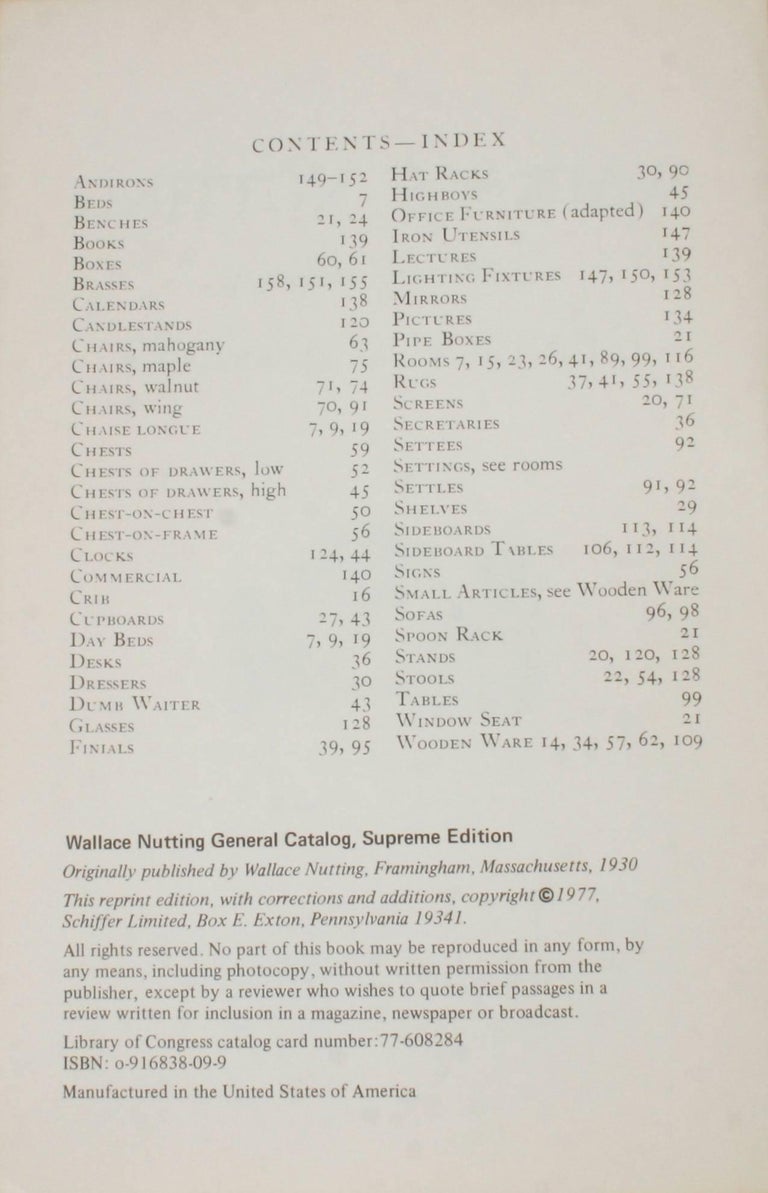 CONTENTS—INDEX
ANDIRONS 149–152
BEDS 7
BENCHES 21, 24
BOOKS 139
BOXES 60, 61
BRASSES 158, 151, 155
CALENDARS 138
CANDLESTANDS 120
CHAIRS, mahogany 63
CHAIRS, maple 75
CHAIRS, walnut 71, 74
CHAIRS, wing 70, 91
CHAISE LONGUE 7, 9, 19
CHESTS 59
CHESTS OF DRAWERS, low 52
CHESTS OF DRAWERS, high 45
CHEST-ON-CHEST 50
CHEST-ON-FRAME 56
CLOCKS 124, 44
COMMERCIAL 140
CRIB 16
CUPBOARDS 27, 43
DAY BEDS 7, 9, 19
DESKS 36
DRESSERS 30
DUMB WAITER 43
GLASSES 128
FINIALS 39, 95
HAT RACKS 30, 90
HIGHBOYS 45
OFFICE FURNITURE (adapted) 140
IRON UTENSILS 147
LECTURES 139
LIGHTING FIXTURES 147, 150, 153
MIRRORS 128
PICTURES 134
PIPE BOXES 21
ROOMS 7, 15, 23, 26, 41, 89, 99, 116
RUGS 37, 41, 55, 138
SCREENS 20, 71
SECRETARIES 36
SETTEES 92
SETTINGS, see rooms
SETTLES 91, 92
SHELVES 29
SIDEBOARDS 113, 114
SIDEBOARD TABLES 106, 112, 114
SIGNS 56
SMALL ARTICLES, see Wooden Ware
SOFAS 96, 98
SPOON RACK 21
STANDS 20, 120, 128
STOOLS 22, 54, 128
TABLES 99
WINDOW SEAT 21
WOODEN WARE 14, 34, 57, 62, 109
Wallace Nutting General Catalog, Supreme Edition
Originally published by Wallace Nutting, Framingham, Massachusetts, 1930
This reprint edition, with corrections and additions, copyright © 1977,
Schiffer Limited, Box E. Exton, Pennsylvania 19341.
All rights reserved. No part of this book may be reproduced in any form, by
any means, including photocopy, without written permission from the
publisher, except by a reviewer who wishes to quote brief passages in a
review written for inclusion in a magazine, newspaper or broadcast.
Library of Congress catalog card number:77-608284
ISBN: o-916838-09-9
Manufactured in the United States of America